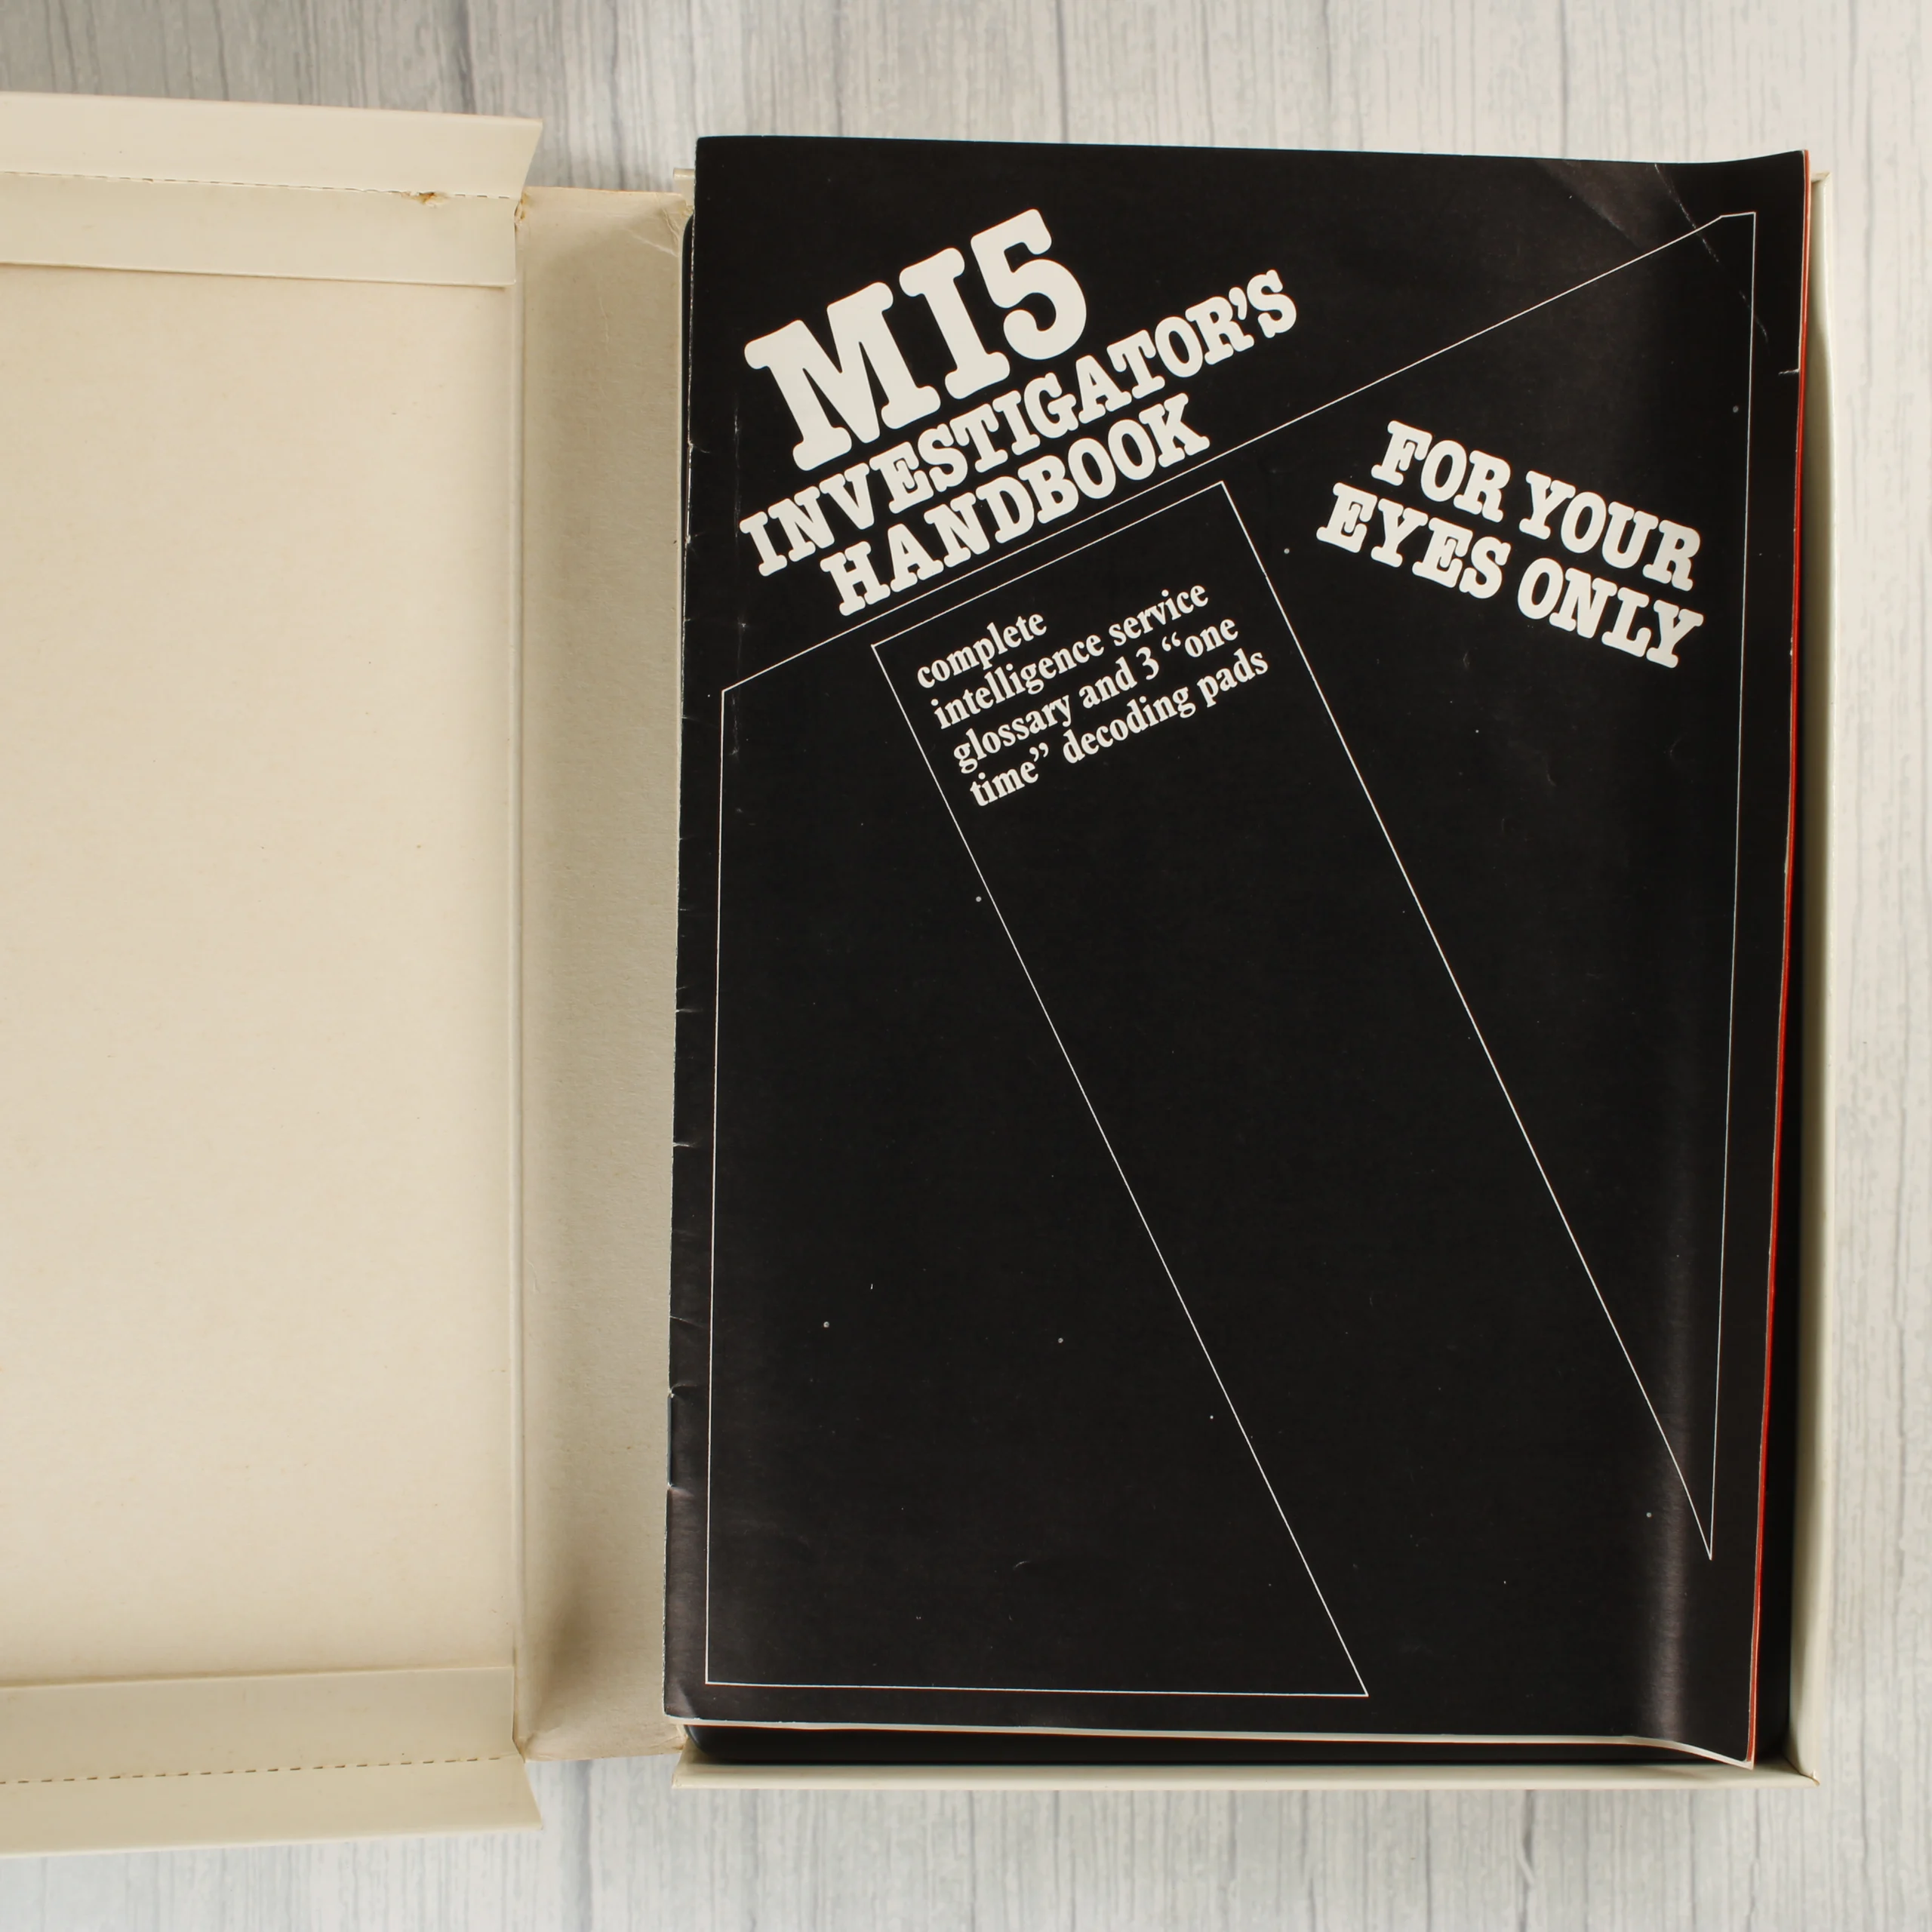 MI5
INVESTIGATOR'S
HANDBOOK
FOR YOUR
EYES ONLY
complete
intelligence service
glossary and 3 “one
time” decoding pads